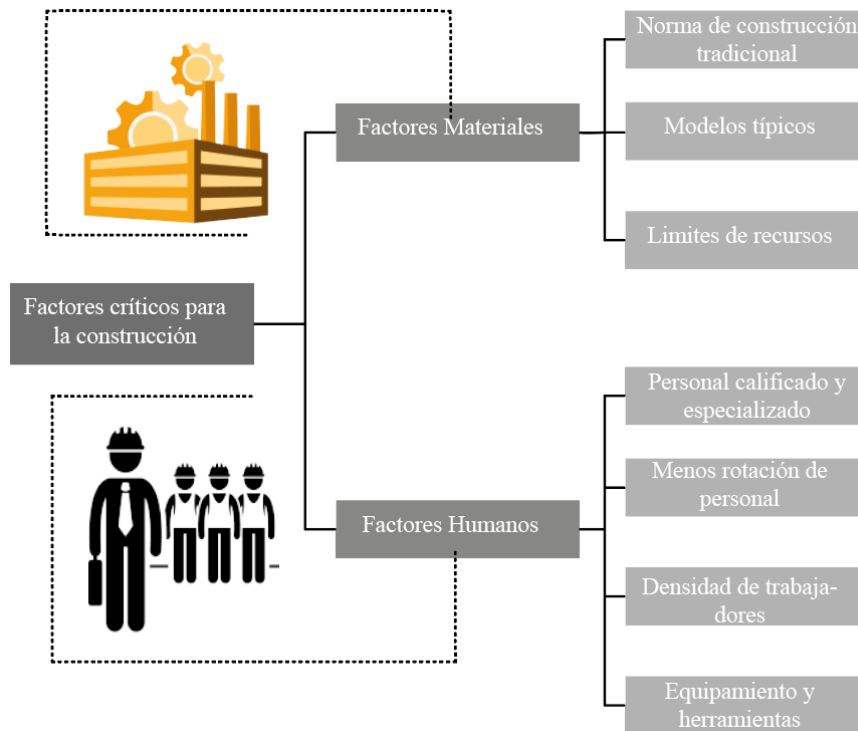 Norma de construcción
tradicional
Factores Materiales
Modelos típicos
Limites de recursos
Factores críticos para
la construcción
Personal calificado y
especializado
Menos rotación de
personal
Factores Humanos
Densidad de trabaja-
dores
Equipamiento y
herramientas